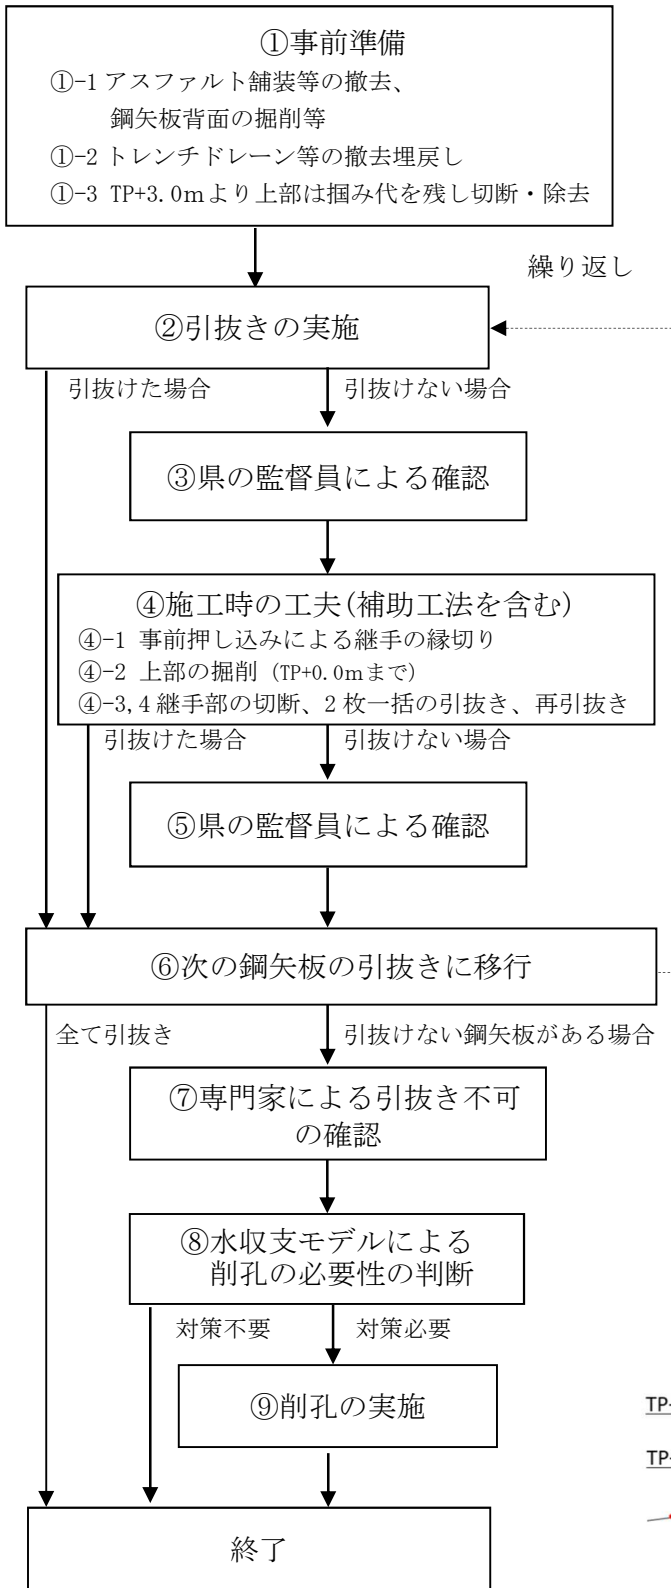 ①事前準備
①-1 アスファルト舗装等の撤去、
鋼矢板背面の掘削等
①-2 トレンチドレーン等の撤去埋戻し
①-3 TP+3.0mより上部は掴み代を残し切断・除去
繰り返し
②引抜きの実施
引抜けた場合
引抜けない場合
③県の監督員による確認
④施工時の工夫(補助工法を含む)
④-1 事前押し込みによる継手の縁切り
④-2 上部の掘削（TP+0.0mまで）
④-3,4 継手部の切断、2枚一括の引抜き、再引抜き
引抜けた場合
引抜けない場合
⑤県の監督員による確認
⑥次の鋼矢板の引抜きに移行
全て引抜き
引抜けない鋼矢板がある場合
⑦専門家による引抜き不可
の確認
⑧水収支モデルによる
削孔の必要性の判断
対策不要
対策必要
⑨削孔の実施
TP-
TP-
終了